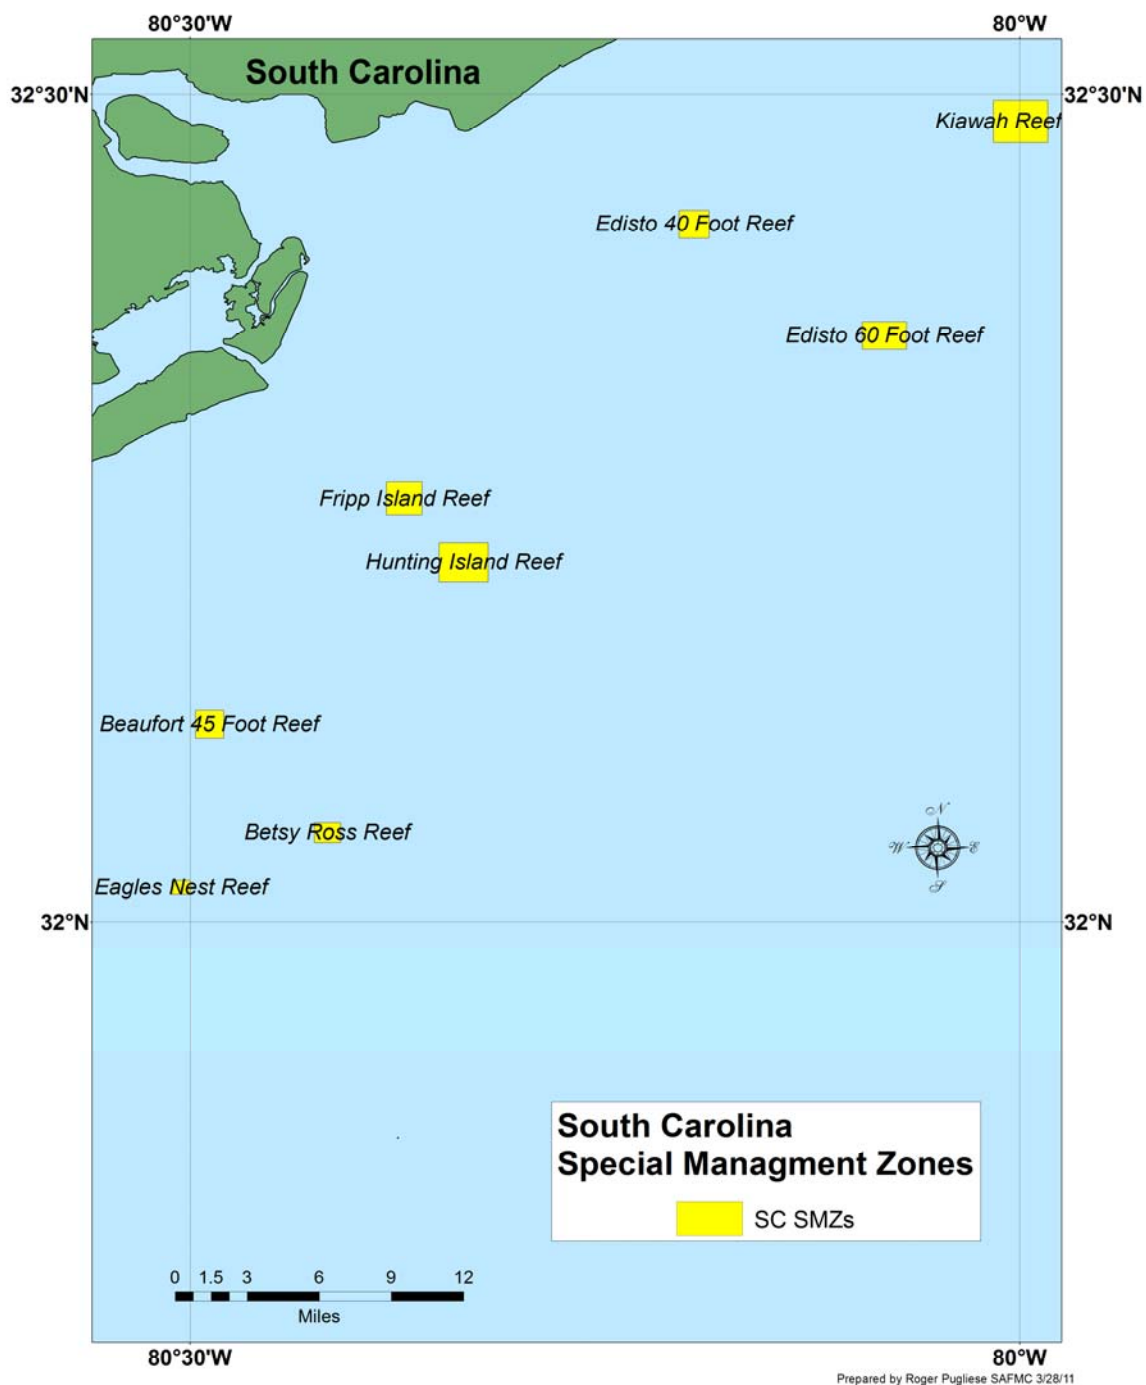 80°30'W 80°W
South Carolina
32°30'N 32°30'N
Kiawah Reef
Edisto 40 Foot Reef
Edisto 60 Foot Reef
Fripp Island Reef
Hunting Island Reef
Beaufort 45 Foot Reef
Betsy Ross Reef
N
W E
S
Eagles Nest Reef
32°N 32°N
South Carolina
Special Managment Zones
SC SMZs
0 1.5 3 6 9 12
Miles
80°30'W 80°W
Prepared by Roger Pugliese SAFMC 3/28/11